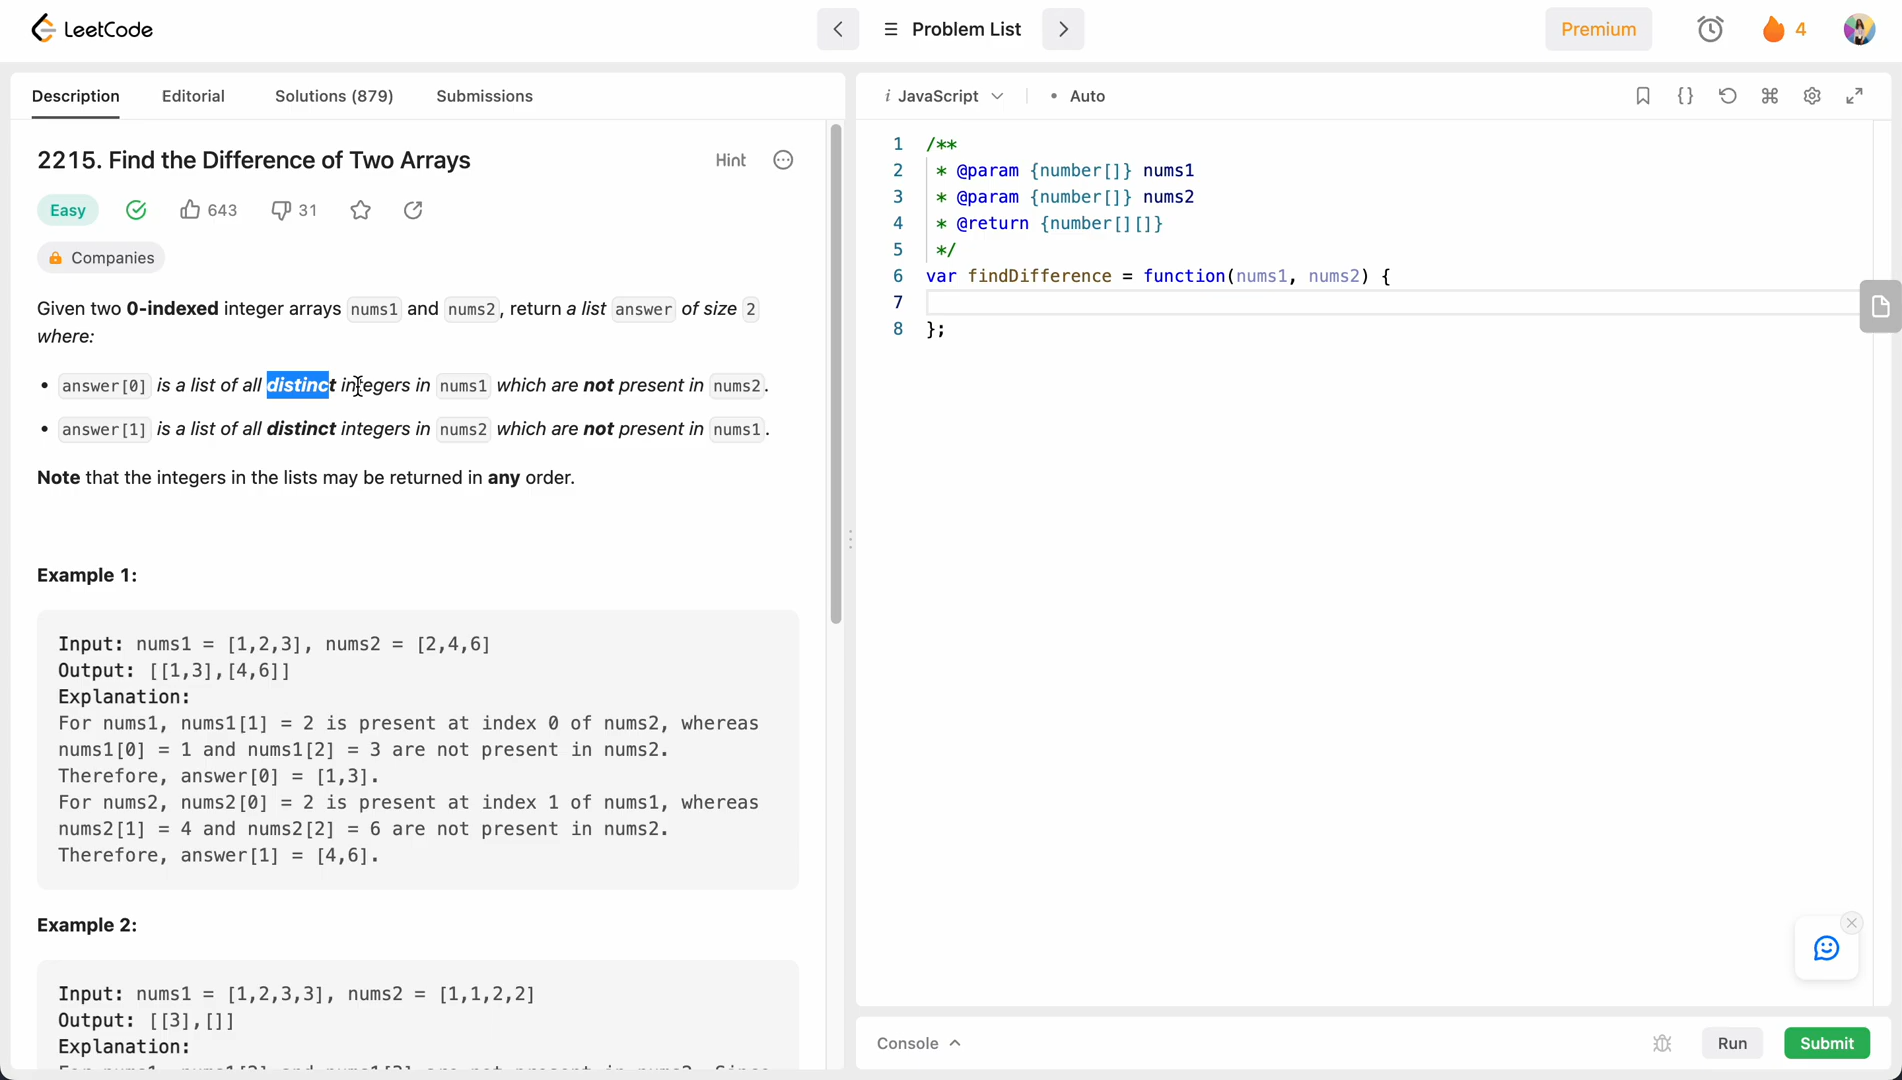 LeetCode
Problem List
Premium
4
Description Editorial Solutions (879) Submissions
2215. Find the Difference of Two Arrays
Hint
Easy 643 31
Companies
Given two 0-indexed integer arrays nums1 and nums2, return a list answer of size 2
where:
• answer[0] is a list of all distinct integers in nums1 which are not present in nums2.
• answer[1] is a list of all distinct integers in nums2 which are not present in nums1.
Note that the integers in the lists may be returned in any order.
Example 1:
Input: nums1 = [1,2,3], nums2 = [2,4,6]
Output: [[1,3],[4,6]]
Explanation:
For nums1, nums1[1] = 2 is present at index 0 of nums2, whereas
nums1[0] = 1 and nums1[2] = 3 are not present in nums2.
Therefore, answer[0] = [1,3].
For nums2, nums2[0] = 2 is present at index 1 of nums1, whereas
nums2[1] = 4 and nums2[2] = 6 are not present in nums2.
Therefore, answer[1] = [4,6].
Example 2:
Input: nums1 = [1,2,3,3], nums2 = [1,1,2,2]
Output: [[3],[]]
Explanation:
i JavaScript • Auto
1 /**
2 * @param {number[]} nums1
3 * @param {number[]} nums2
4 * @return {number[][]}
5 */
6 var findDifference = function(nums1, nums2) {
7
8 };
Console
Run
Submit